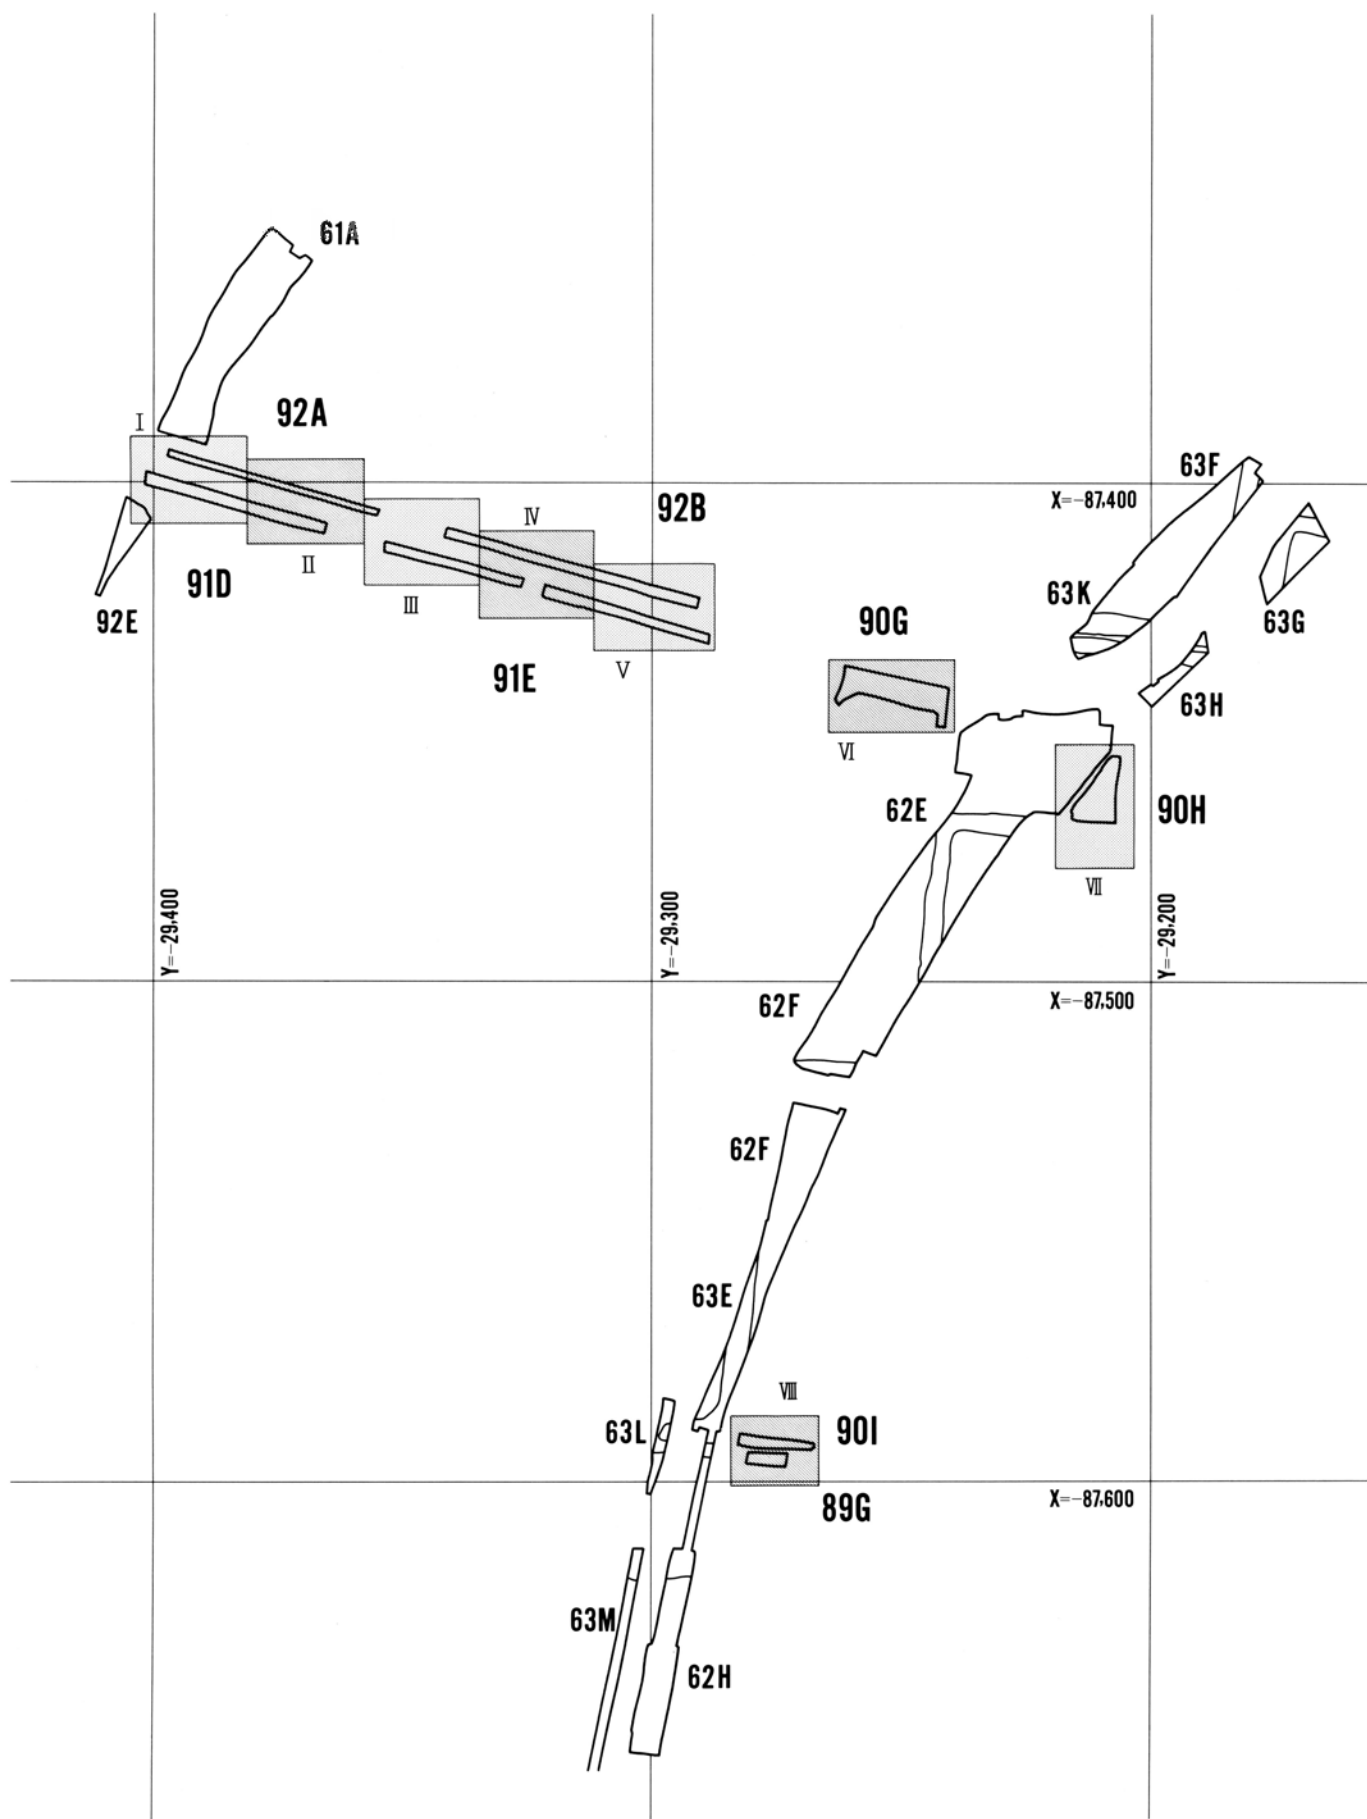 61A
I
92A
63F
X=-87,400
92B
IV
II
91D
63K
III
92E
90G
63G
91E
V
63H
VI
62E
90H
VII
Y=-29,400
Y=-29,300
Y=-29,200
62F
X=-87,500
62F
63E
VIII
63L
90I
X=-87,600
89G
63M
62H